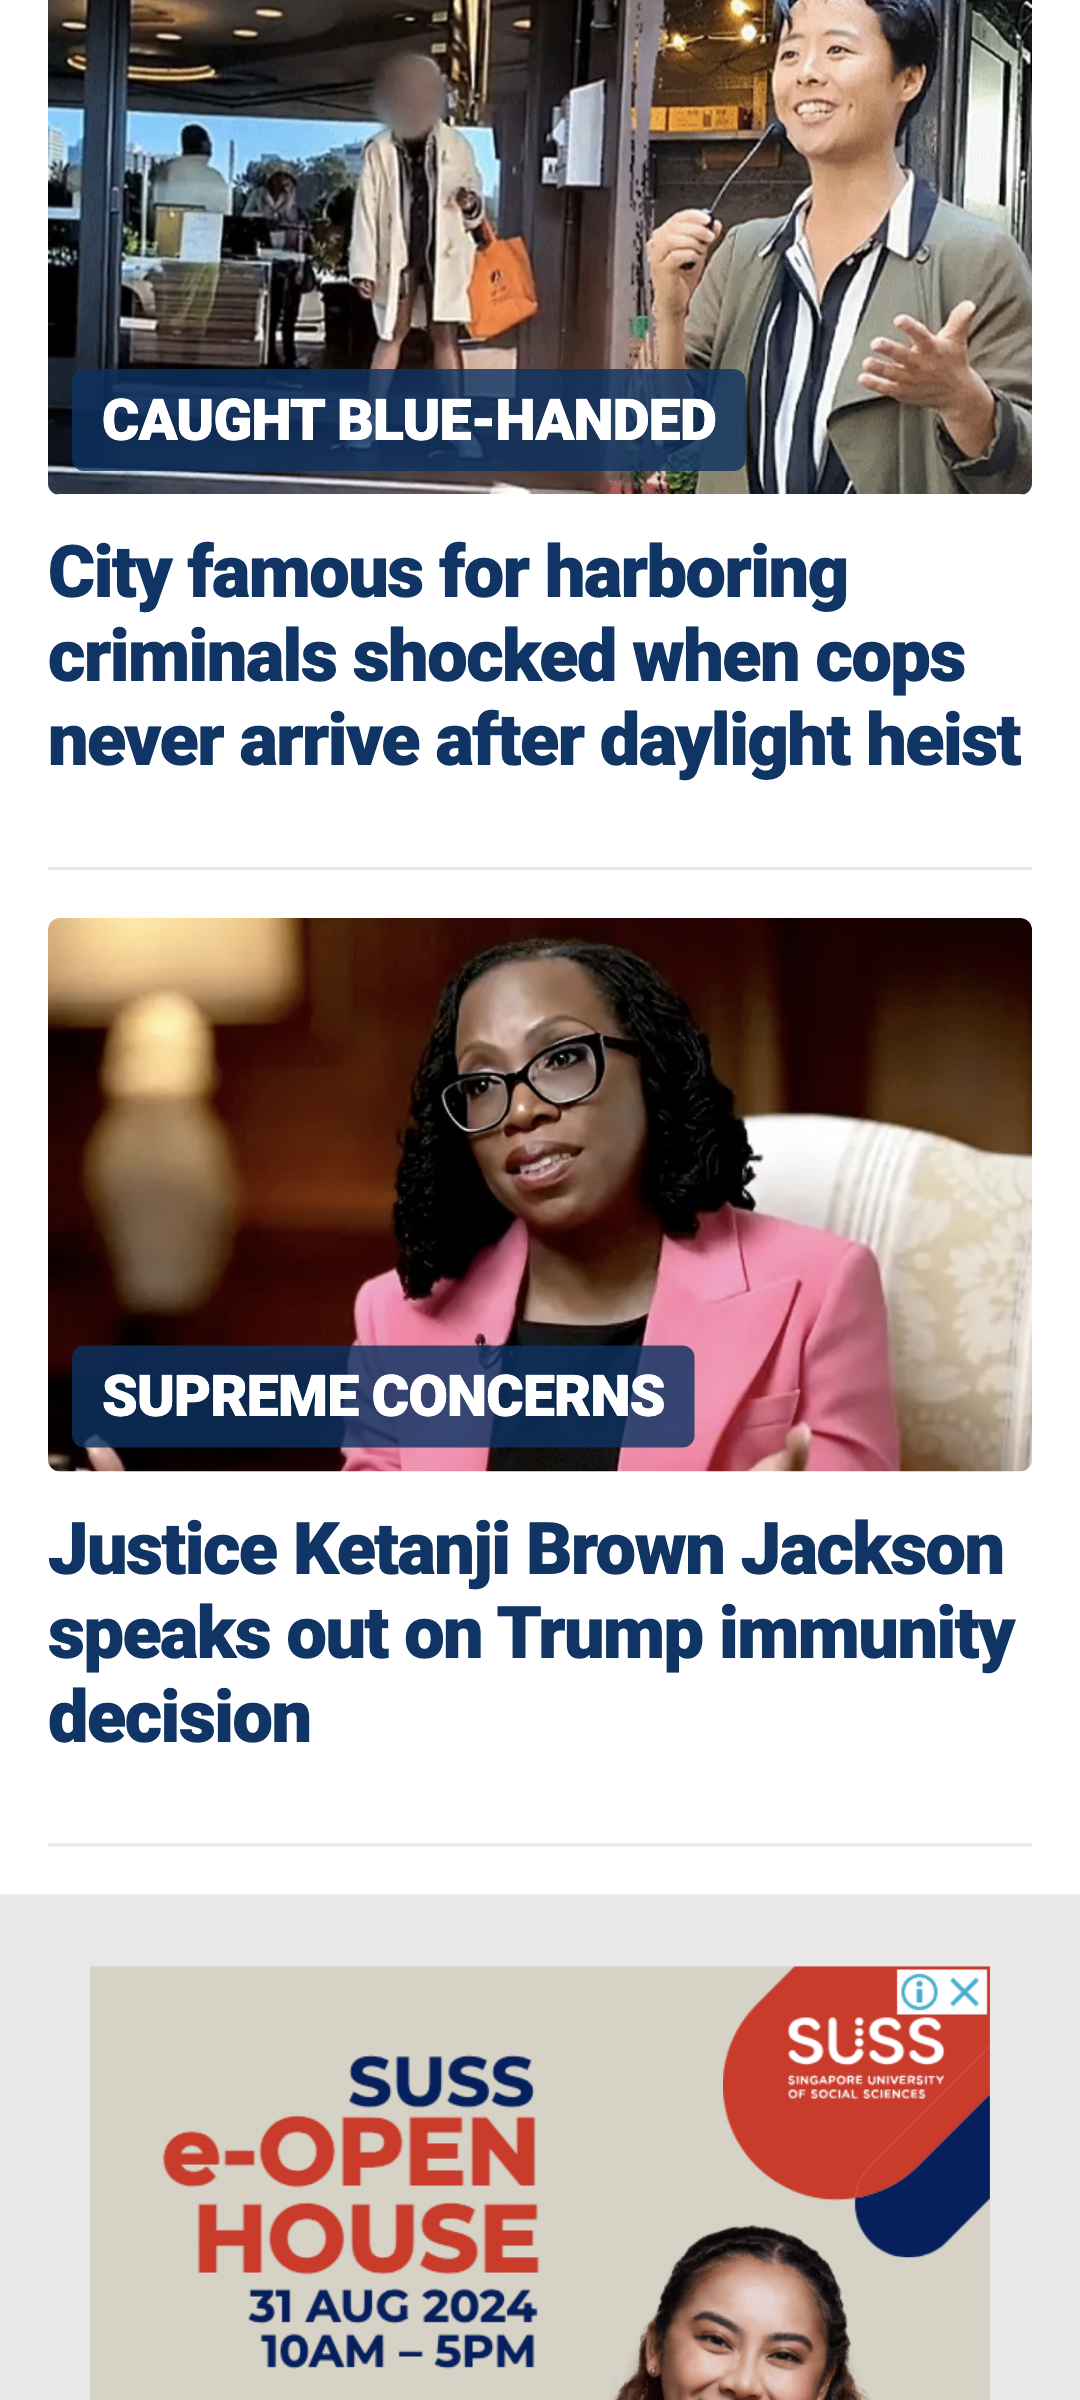 CAUGHT BLUE-HANDED
City famous for harboring
criminals shocked when cops
never arrive after daylight heist
SUPREME CONCERNS
Justice Ketanji Brown Jackson
speaks out on Trump immunity
decision
SUSS
SINGAPORE UNIVERSITY
OF SOCIAL SCIENCES
SUSS
e-OPEN
HOUSE
31 AUG 2024
10AM – 5PM